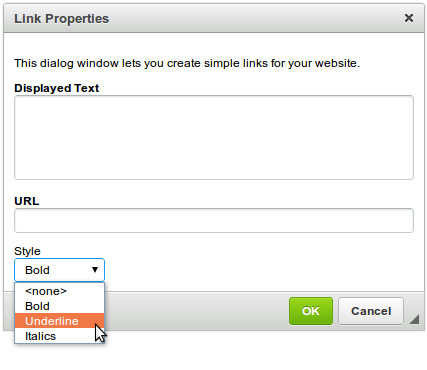 Link Properties
This dialog window lets you create simple links for your website.
Displayed Text
URL
Style
Bold
<none>
Bold
Underline
Italics
OK Cancel